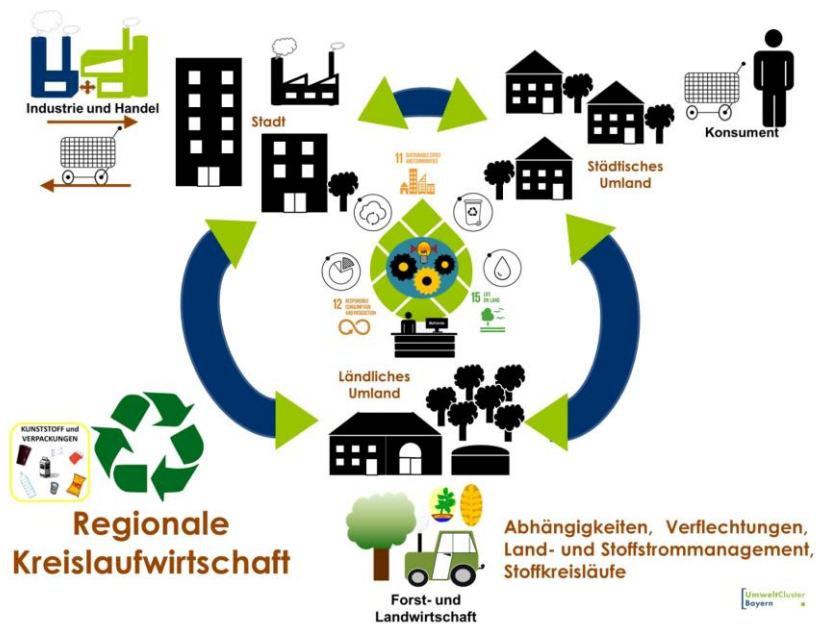 Industrie und Handel
Stadt
Konsument
Städtisches
Umland
11 SUSTAINABLE CITIES
AND COMMUNITIES
12 RESPONSIBLE
CONSUMPTION
AND PRODUCTION
15 LIFE
ON LAND
Ländliches
Umland
KUNSTSTOFF und
VERPACKUNGEN
Regionale
Kreislaufwirtschaft
Abhängigkeiten, Verflechtungen,
Land- und Stoffstrommanagement,
Stoffkreisläufe
Forst- und
Landwirtschaft
UmweltCluster
Bayern